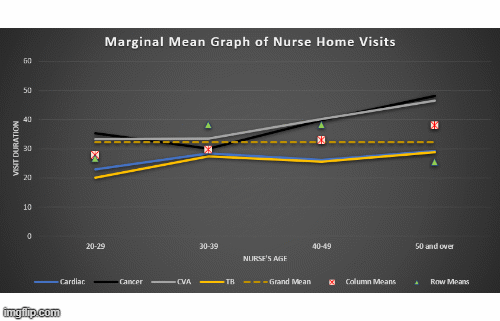 Marginal Mean Graph of Nurse Home Visits
60
50
40
30
20
10
0
VISIT DURATION
20-29 30-39 40-49 50 and over
NURSE'S AGE
Cardiac Cancer CVA TB Grand Mean Column Means Row Means
imgflip.com